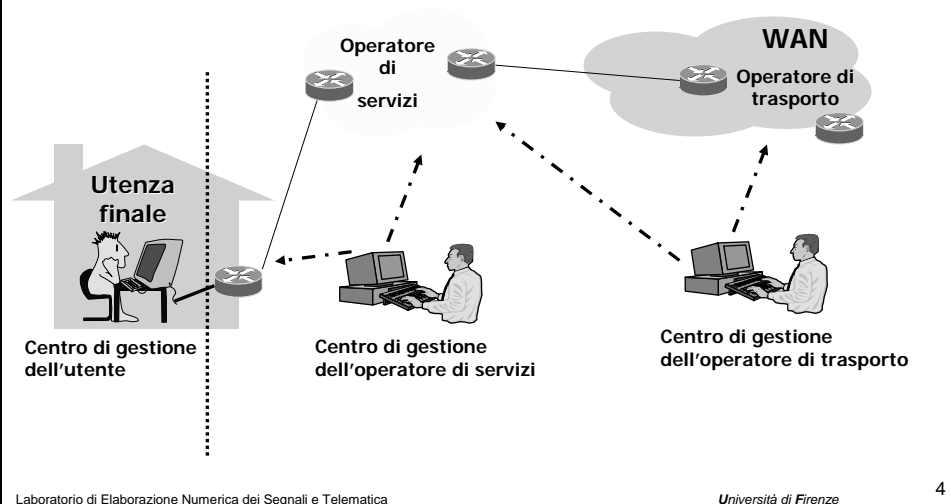 Operatore
di
servizi
WAN
Operatore di
trasporto
Utenza
finale
Centro di gestione
dell'utente
Centro di gestione
dell'operatore di servizi
Centro di gestione
dell'operatore di trasporto
Laboratorio di Elaborazione Numerica dei Segnali e Telematica
Università di Firenze
4